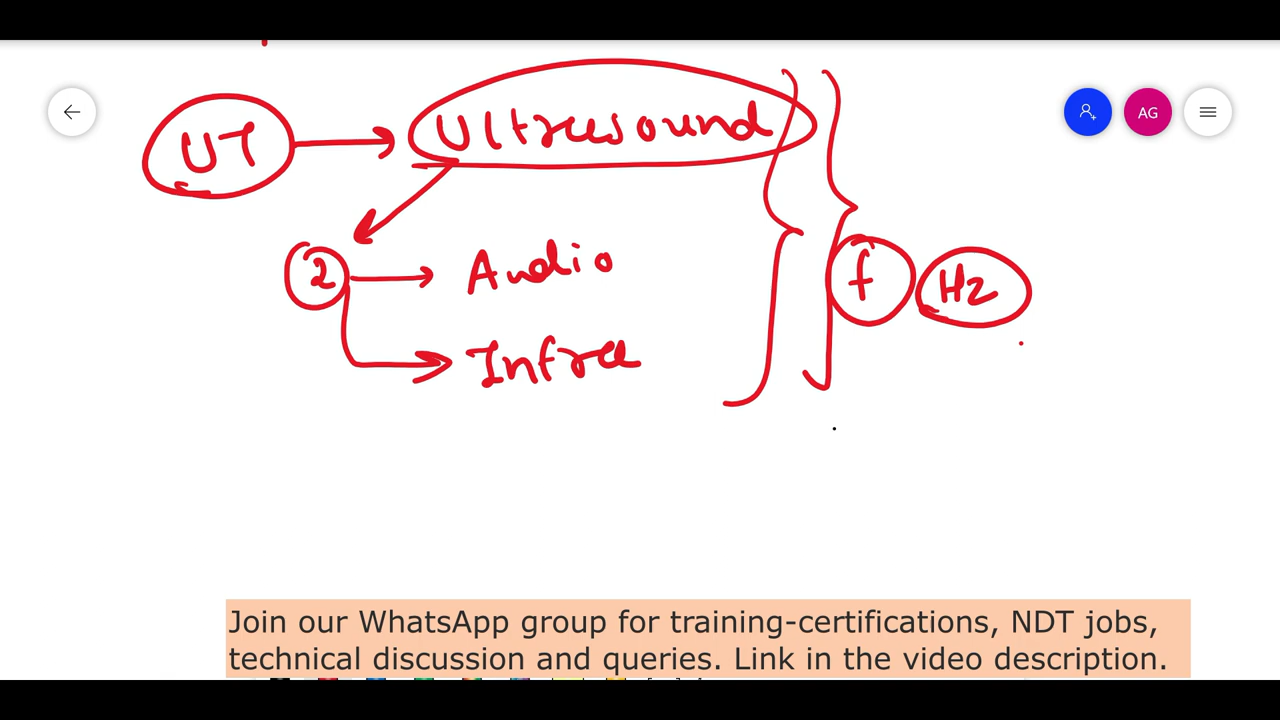 UT
Ultrasound
AG
2
Audio
f
Hz
Infra
Join our WhatsApp group for training-certifications, NDT jobs,
technical discussion and queries. Link in the video description.